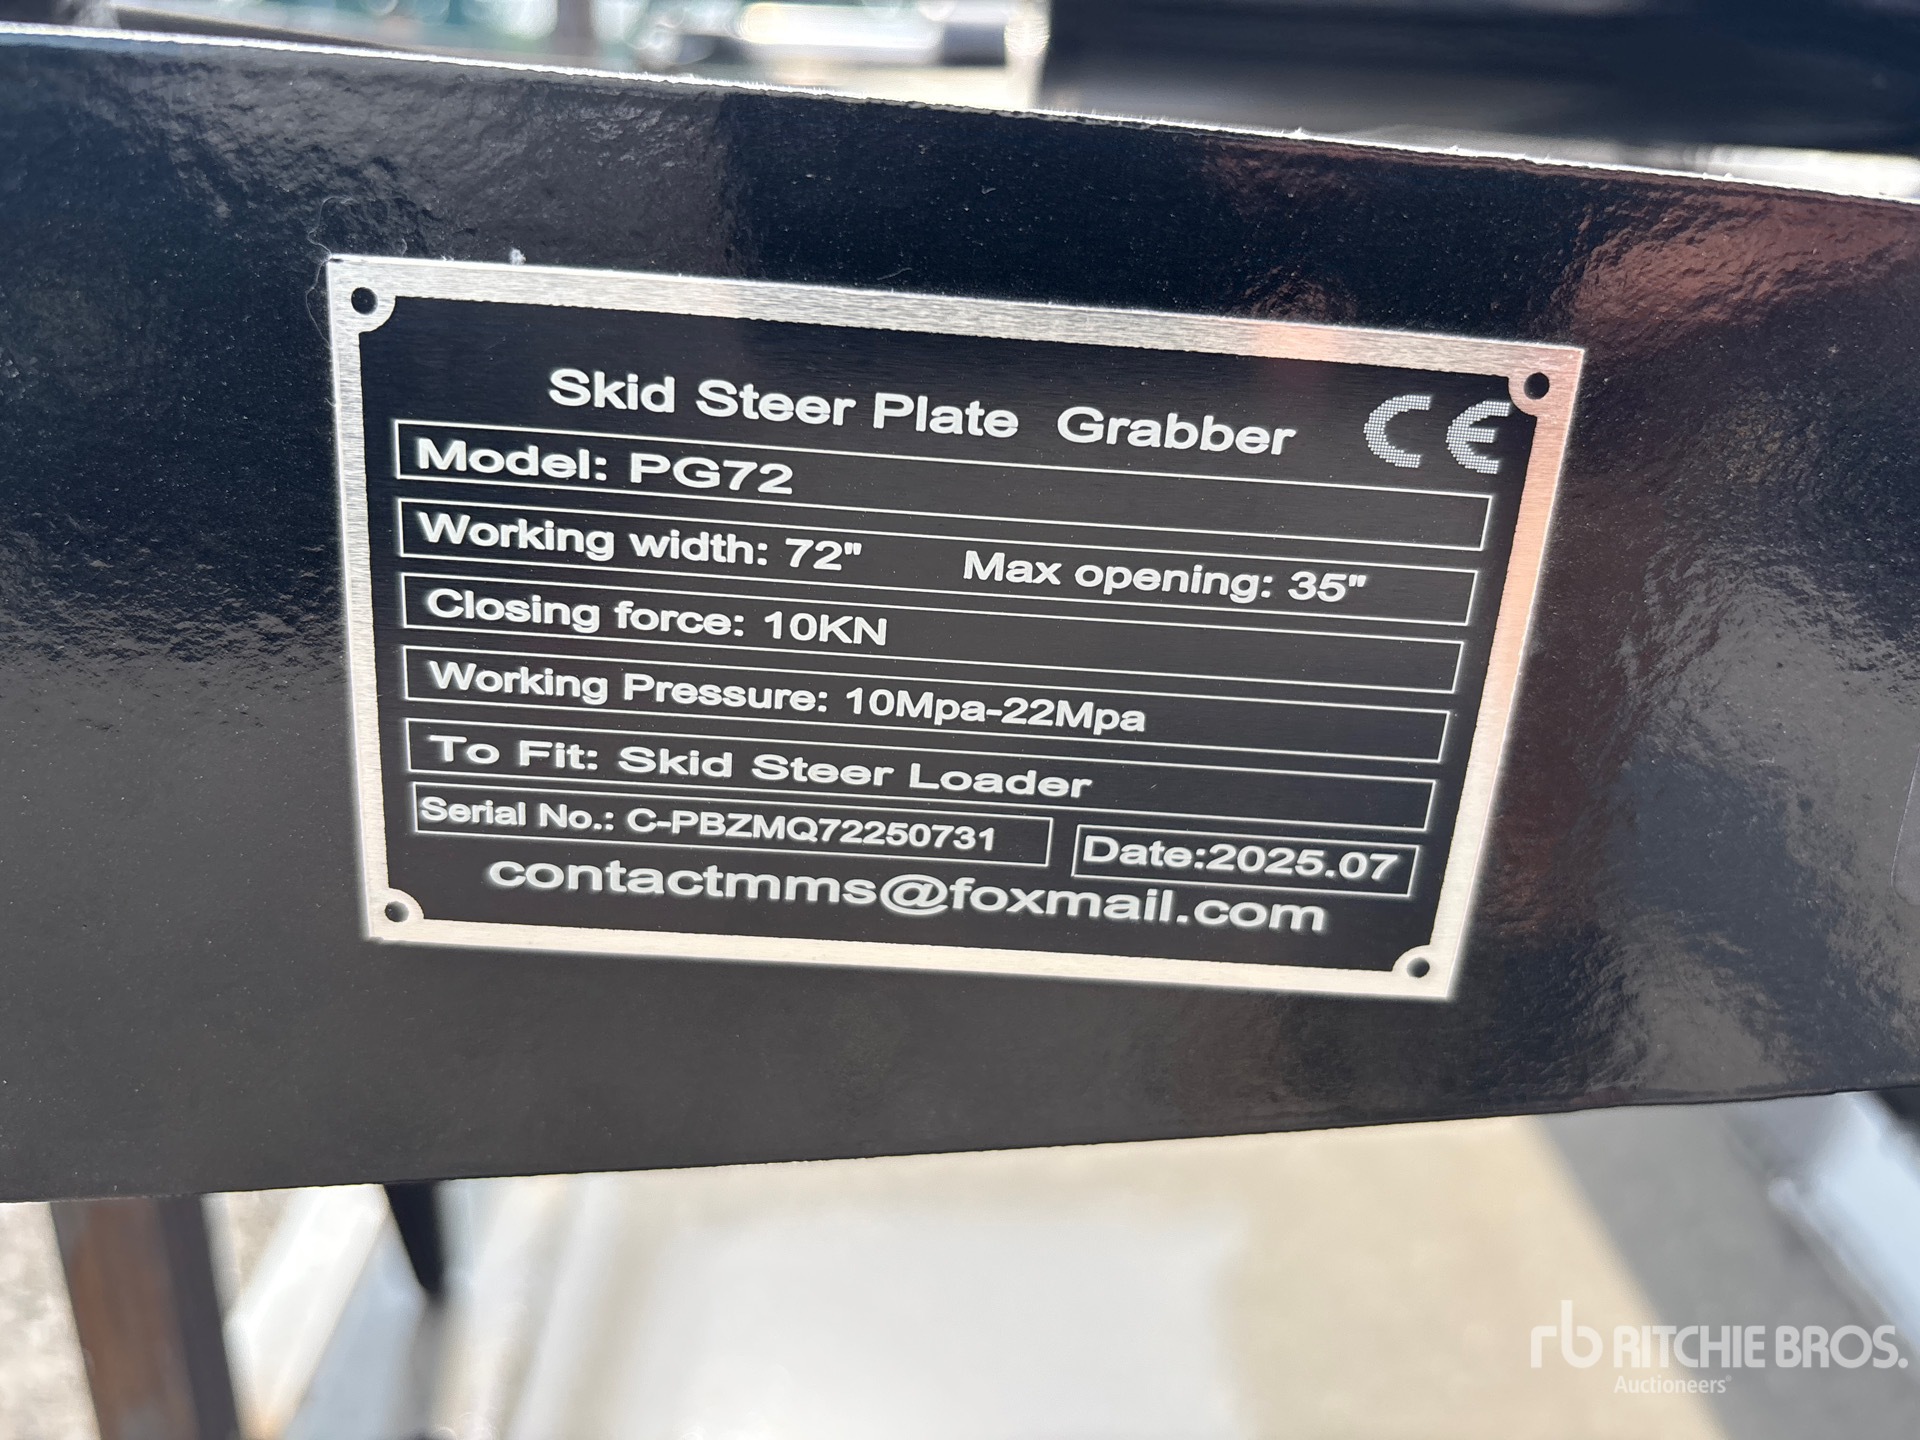 Skid Steer Plate Grabber CE
Model: PG72
Working width: 72" Max opening: 35"
Closing force: 10KN
Working Pressure: 10Mpa-22Mpa
To Fit: Skid Steer Loader
Serial No.: C-PBZMQ72250731 Date:2025.07
contactmms@foxmail.com
rb RITCHIE BROS.
Auctioneers